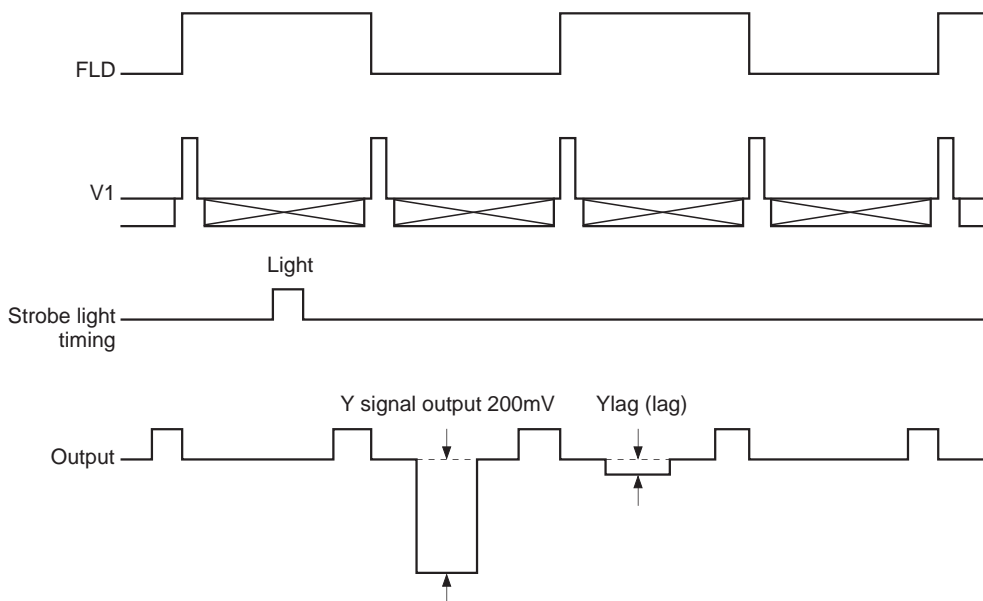 FLD
V1
Light
Strobe light
timing
Y signal output 200mV
Ylag (lag)
Output